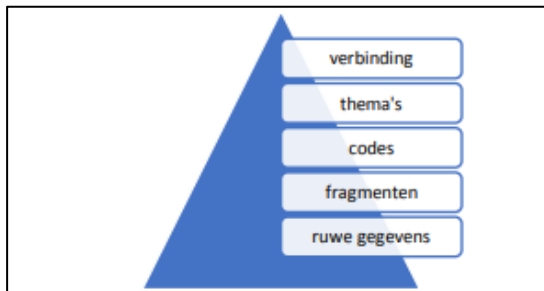 verbinding
thema's
codes
fragmenten
ruwe gegevens